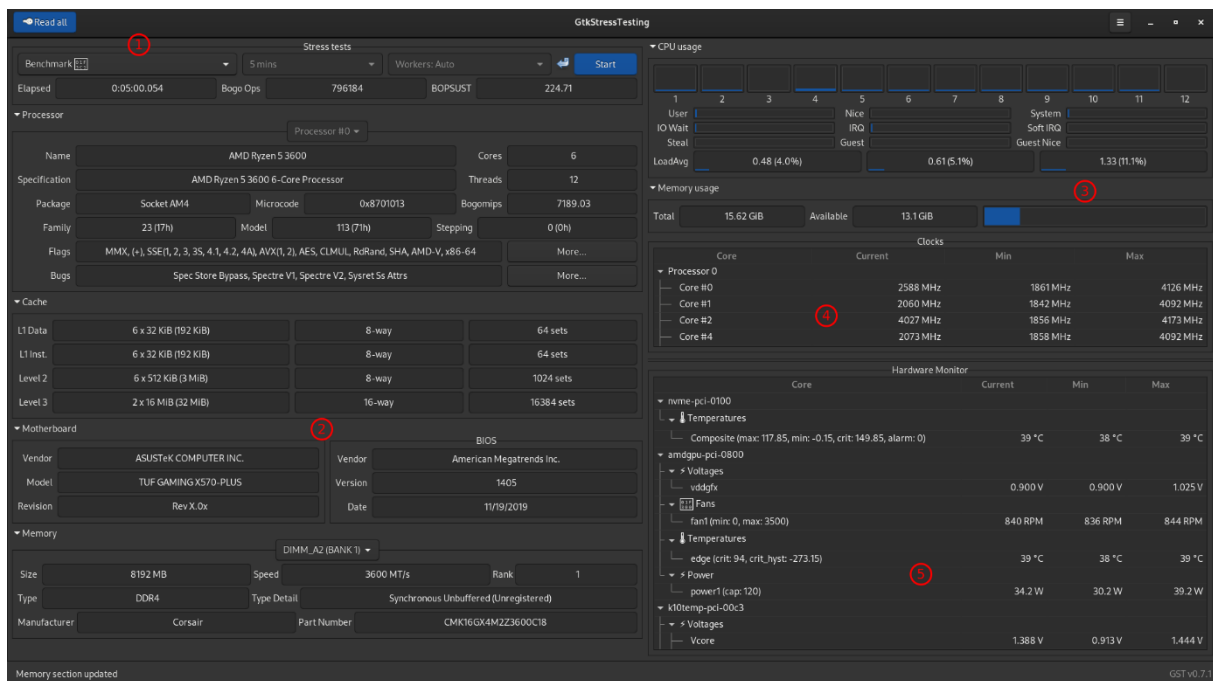 Read all
GtkStressTesting
1
Stress tests
Benchmark 5 mins Workers: Auto Start
Elapsed 0:05:00.054 Bogo Ops 796184 BOPSUST 224.71
Processor
Processor #0
Name AMD Ryzen 5 3600 Cores 6
Specification AMD Ryzen 5 3600 6-Core Processor Threads 12
Package Socket AM4 Microcode 0x8701013 Bogomips 7189.03
Family 23 (17h) Model 113 (71h) Stepping 0 (0h)
Flags MMX, (+), SSE(1, 2, 3, 3S, 4.1, 4.2, 4A), AVX(1, 2), AES, CLMUL, RdRand, SHA, AMD-V, x86-64 More...
Bugs Spec Store Bypass, Spectre V1, Spectre V2, Sysret Ss Attrs More...
Cache
L1 Data 6 x 32 KiB (192 KiB) 8-way 64 sets
L1 Inst. 6 x 32 KiB (192 KiB) 8-way 64 sets
Level 2 6 x 512 KiB (3 MiB) 8-way 1024 sets
Level 3 2 x 16 MiB (32 MiB) 16-way 16384 sets
2
Motherboard
BIOS
Vendor ASUSTeK COMPUTER INC. Vendor American Megatrends Inc.
Model TUF GAMING X570-PLUS Version 1405
Revision Rev X.0x Date 11/19/2019
Memory
DIMM_A2 (BANK 1)
Size 8192 MB Speed 3600 MT/s Rank 1
Type DDR4 Type Detail Synchronous Unbuffered (Unregistered)
Manufacturer Corsair Part Number CMK16GX4M2Z3600C18
Memory section updated
CPU usage
1 2 3 4 5 6 7 8 9 10 11 12
User Nice System
IO Wait IRQ Soft IRQ
Steal Guest Guest Nice
LoadAvg 0.48 (4.0%) 0.61 (5.1%) 1.33 (11.1%)
Memory usage
3
Total 15.62 GiB Available 13.1 GiB
Clocks
Core Current Min Max
Processor 0
Core #0 2588 MHz 1861 MHz 4126 MHz
Core #1 2060 MHz 1842 MHz 4092 MHz
4
Core #2 4027 MHz 1856 MHz 4173 MHz
Core #4 2073 MHz 1858 MHz 4092 MHz
Hardware Monitor
Core Current Min Max
nvme-pci-0100
Temperatures
Composite (max: 117.85, min: -0.15, crit: 149.85, alarm: 0) 39 °C 38 °C 39 °C
amdgpu-pci-0800
Voltages
vddgfx 0.900 V 0.900 V 1.025 V
Fans
fan1 (min: 0, max: 3500) 840 RPM 836 RPM 844 RPM
Temperatures
edge (crit: 94, crit_hyst: -273.15) 39 °C 38 °C 39 °C
5
Power
power1 (cap: 120) 34.2 W 30.2 W 39.2 W
k10temp-pci-00c3
Voltages
Vcore 1.388 V 0.913 V 1.444 V
GST v0.7.1